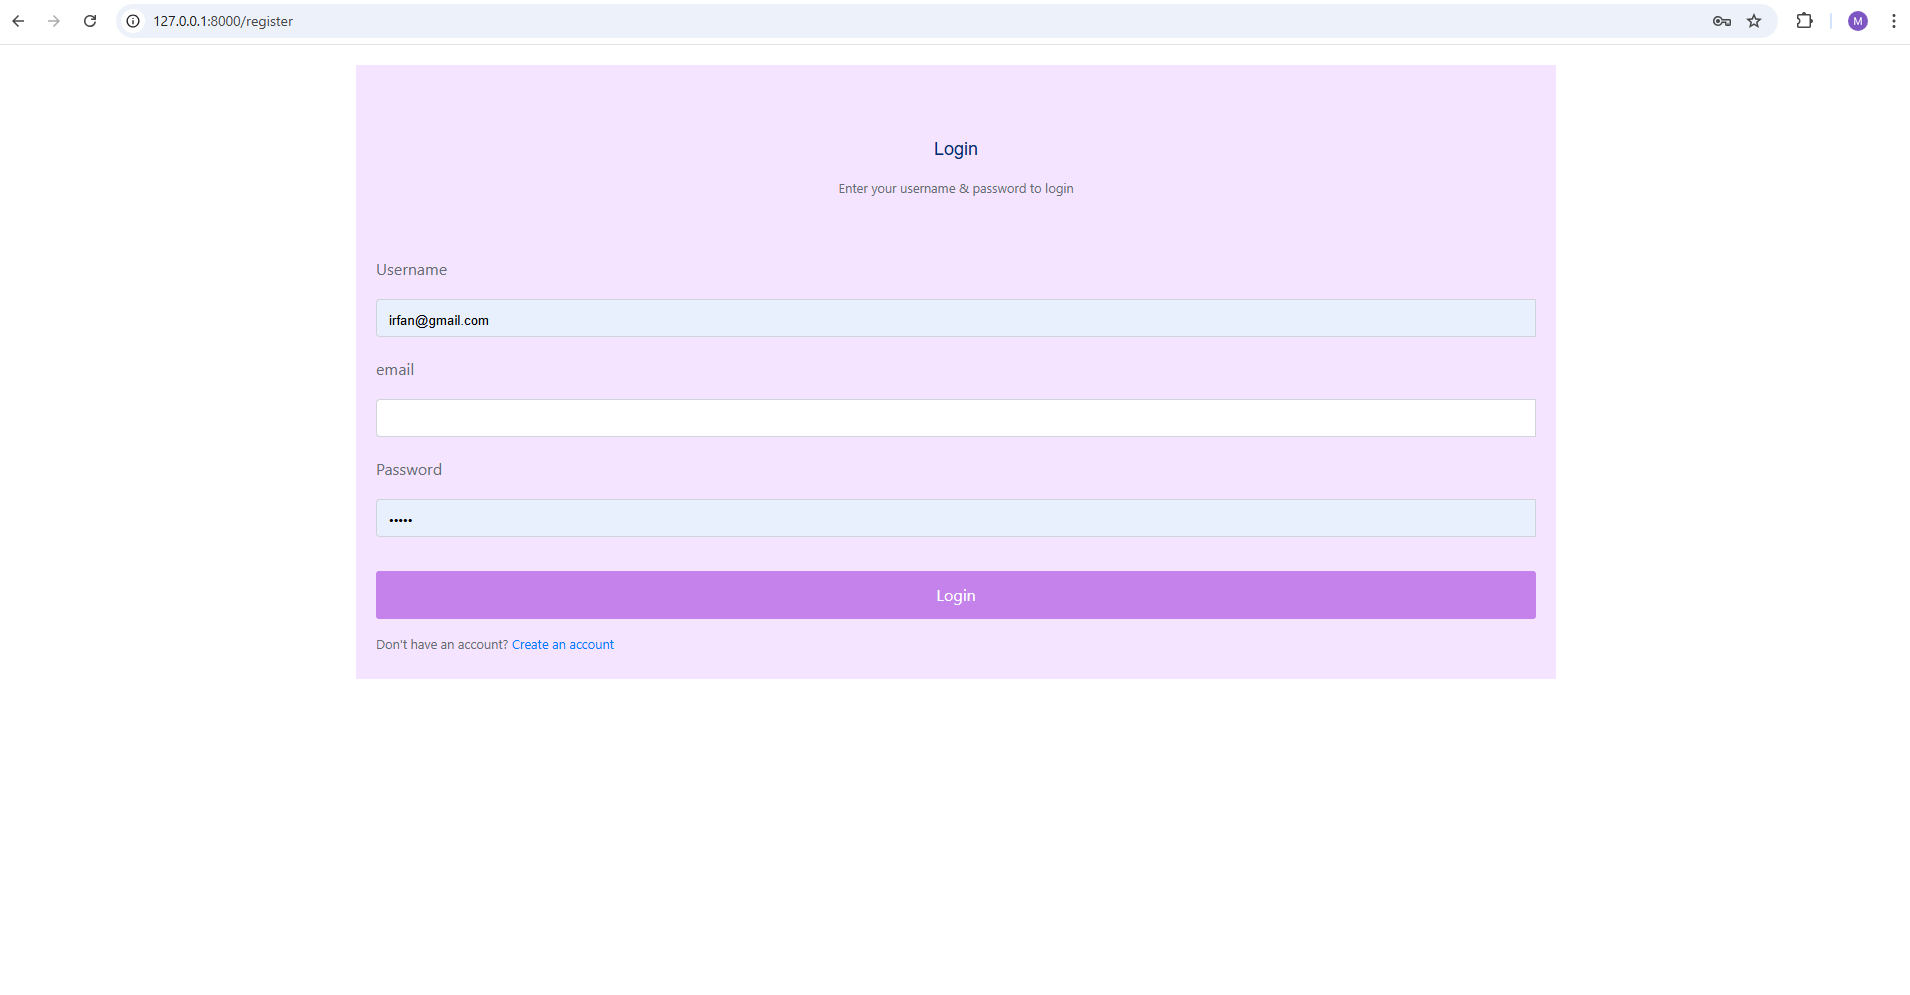 127.0.0.1:8000/register
M
Login
Enter your username & password to login
Username
irfan@gmail.com
email
Password
•••••
Login
Don't have an account? Create an account